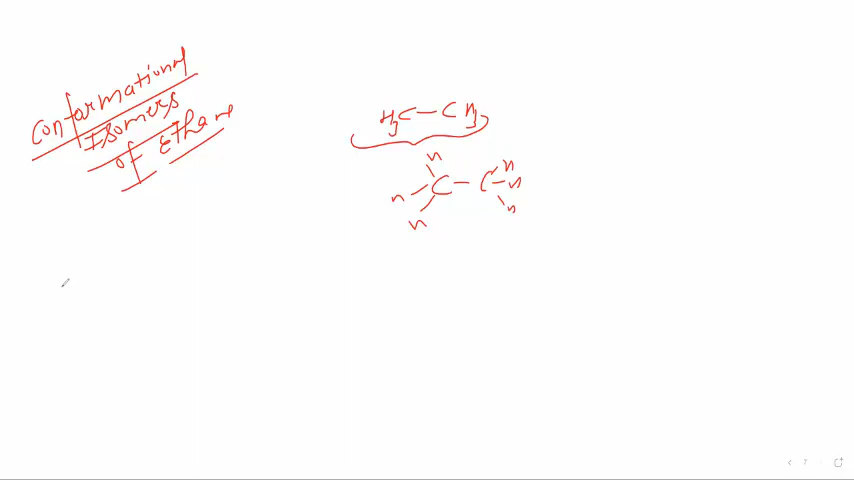 Conformational
Isomers
of Ethane
H₃C — CH₃
H
H C — C H
H
H
H